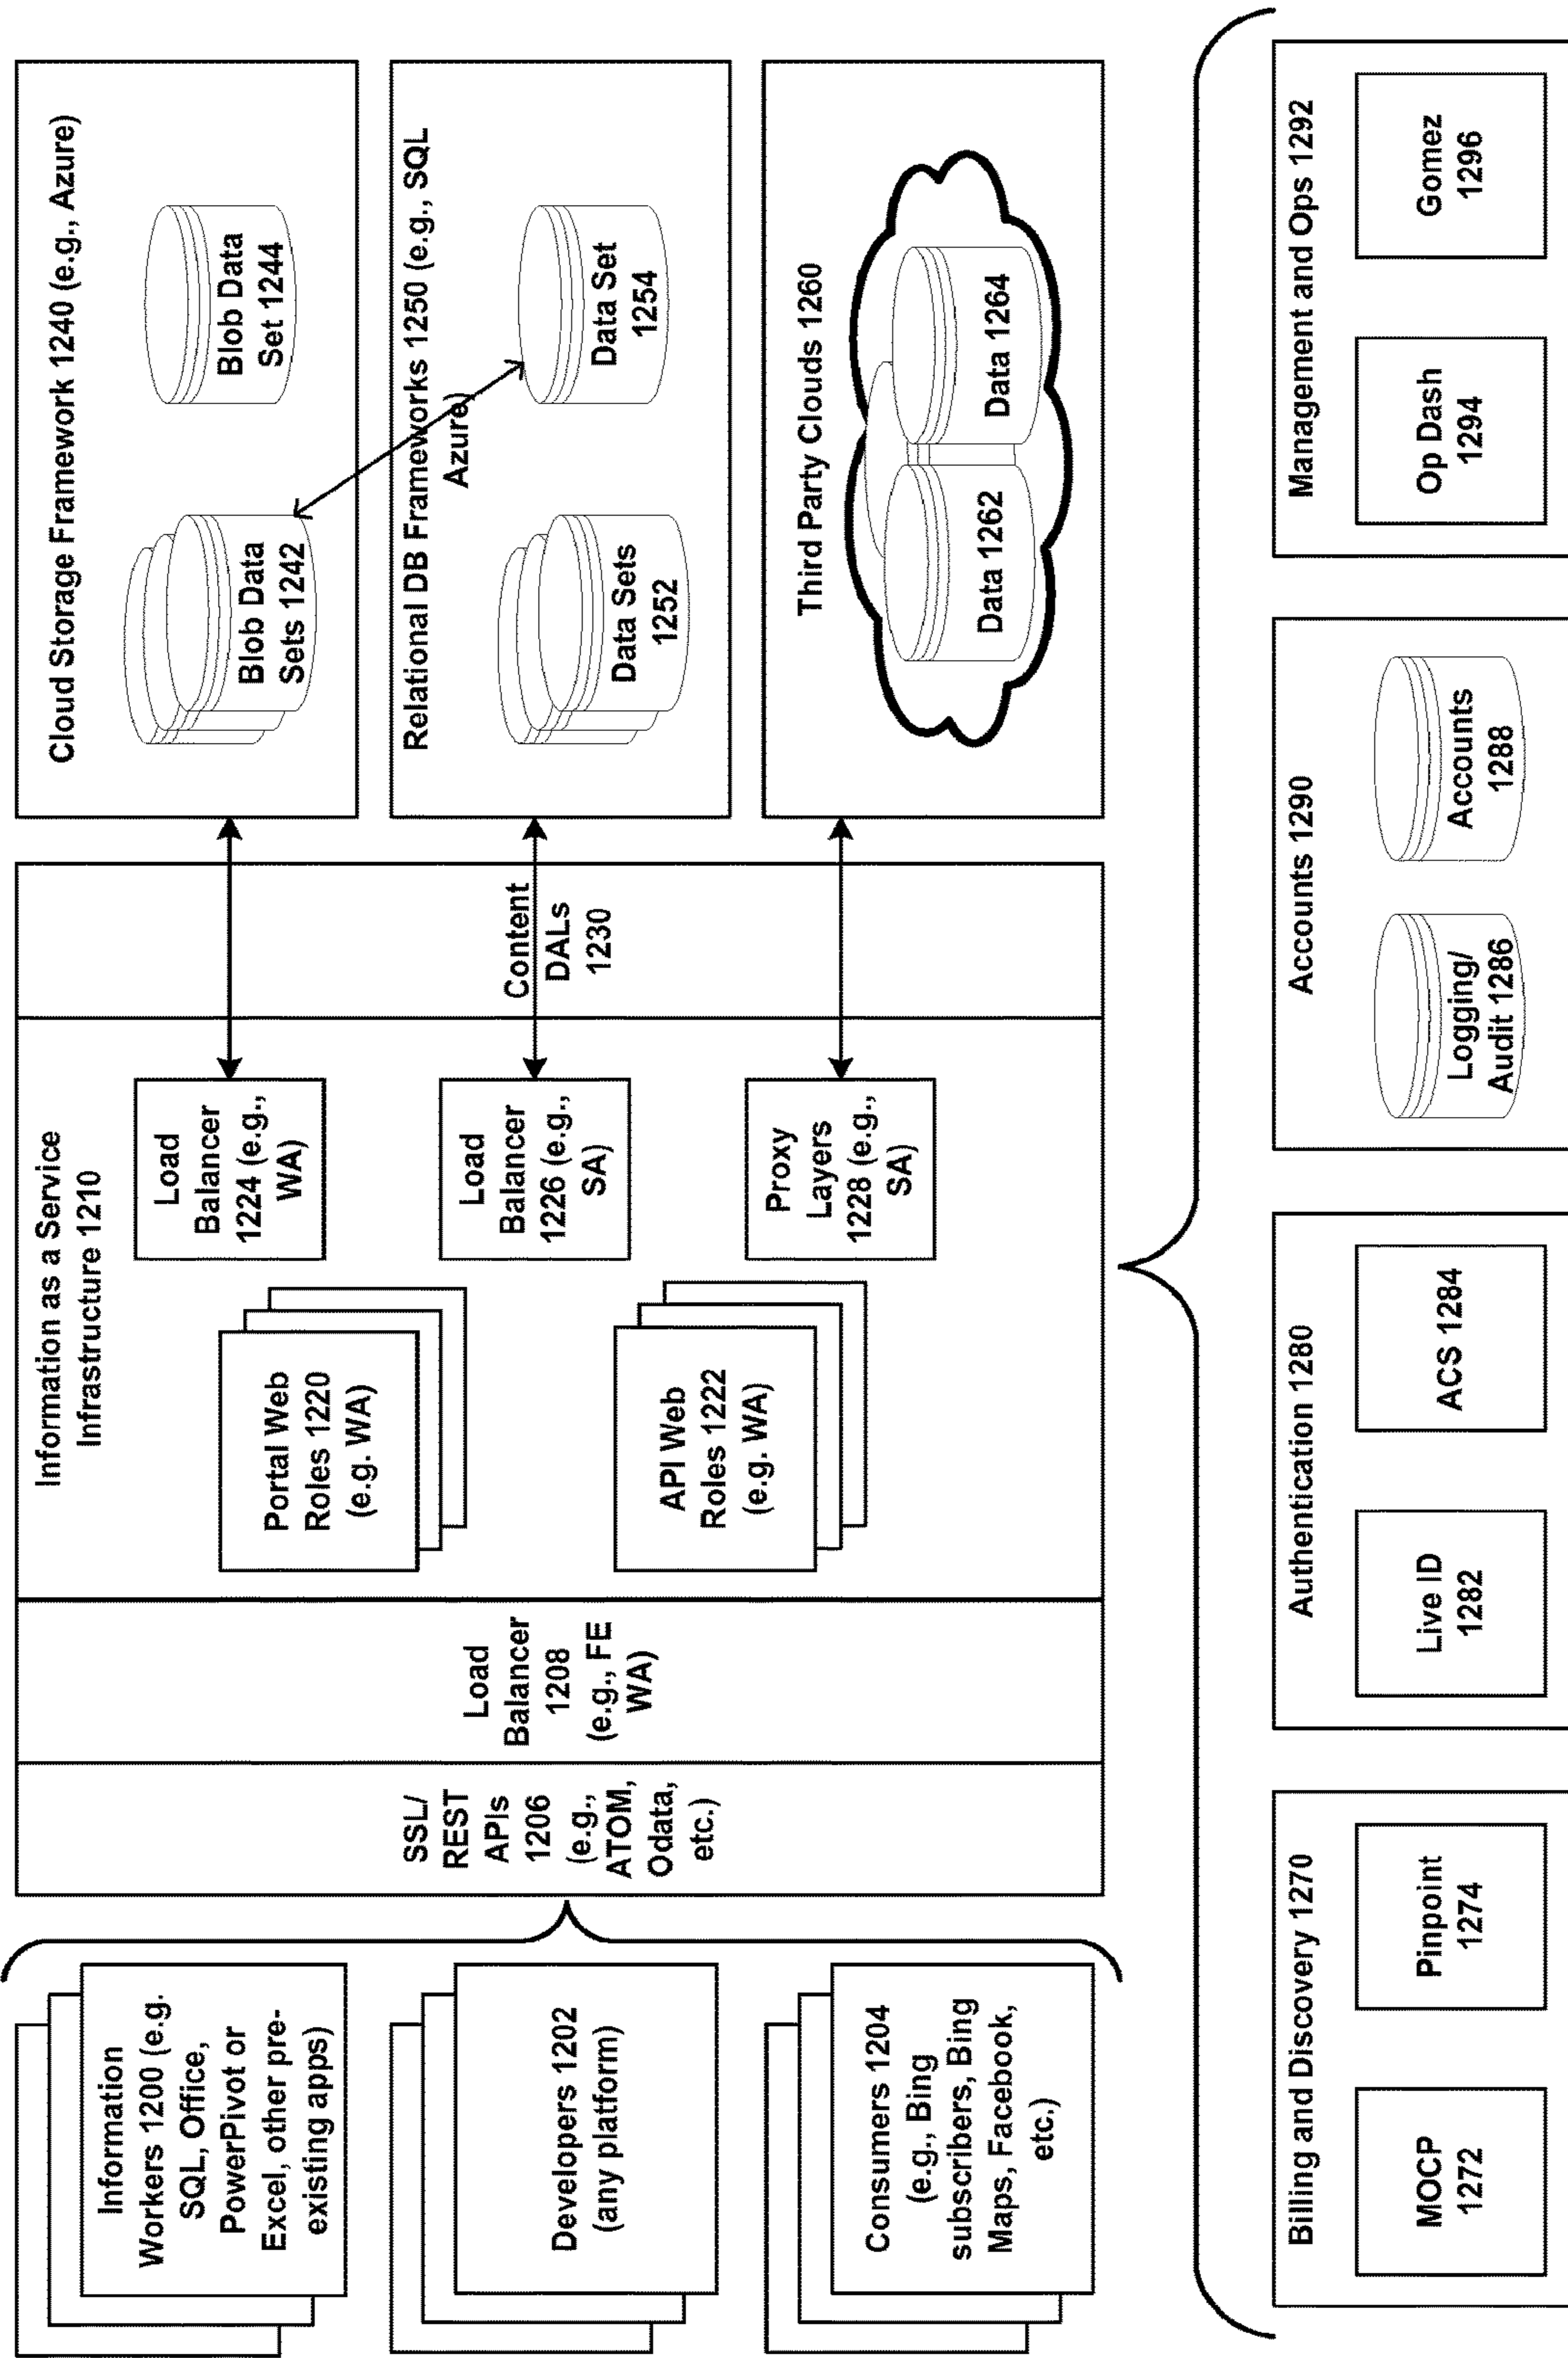 Information
Workers 1200 (e.g.
SQL, Office,
PowerPivot or
Excel, other pre-
existing apps)
Developers 1202
(any platform)
Consumers 1204
(e.g., Bing
subscribers, Bing
Maps, Facebook,
etc.)
SSL/
REST
APIs
1206
(e.g.,
ATOM,
Odata,
etc.)
Load
Balancer
1208
(e.g., FE
WA)
Information as a Service
Infrastructure 1210
Portal Web
Roles 1220
(e.g. WA)
API Web
Roles 1222
(e.g. WA)
Load
Balancer
1224 (e.g.,
WA)
Load
Balancer
1226 (e.g.,
SA)
Proxy
Layers
1228 (e.g.,
SA)
Content
DALs
1230
Cloud Storage Framework 1240 (e.g., Azure)
Blob Data
Sets 1242
Blob Data
Set 1244
Relational DB Frameworks 1250 (e.g., SQL
Azure)
Data Sets
1252
Data Set
1254
Third Party Clouds 1260
Data 1262
Data 1264
Billing and Discovery 1270
MOCP
1272
Pinpoint
1274
Authentication 1280
Live ID
1282
ACS 1284
Accounts 1290
Logging/
Audit 1286
Accounts
1288
Management and Ops 1292
Op Dash
1294
Gomez
1296